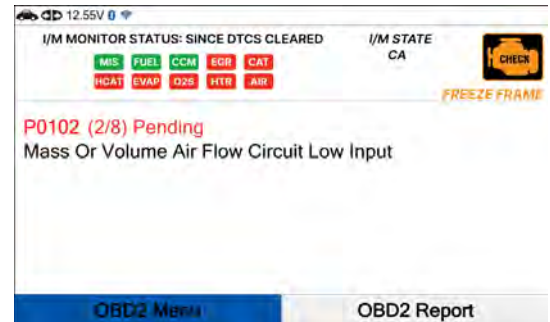 12.55V
I/M MONITOR STATUS: SINCE DTCS CLEARED
I/M STATE
CA
MIS FUEL CCM EGR CAT
HCAT EVAP O2S HTR AIR
CHECK
FREEZE FRAME
P0102 (2/8) Pending
Mass Or Volume Air Flow Circuit Low Input
OBD2 Menu
OBD2 Report